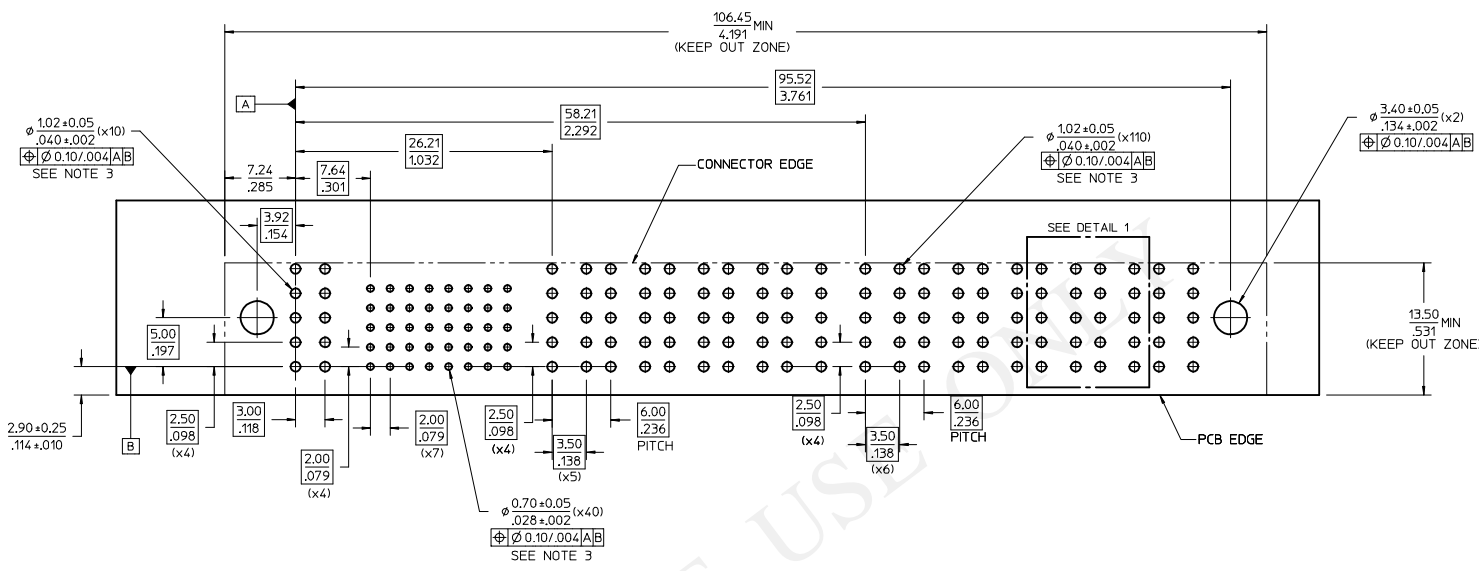 106.45 MIN
4.191
(KEEP OUT ZONE)
95.52
3.761
A
58.21
2.292
⌀ 3.40±0.05 (x2)
.134±.002
⌖ ⌀ 0.10/.004 A B
⌀ 1.02±0.05 (x10)
.040±.002
⌖ ⌀ 0.10/.004 A B
SEE NOTE 3
26.21
1.032
⌀ 1.02±0.05 (x110)
.040±.002
⌖ ⌀ 0.10/.004 A B
SEE NOTE 3
7.24
.285
7.64
.301
CONNECTOR EDGE
3.92
.154
SEE DETAIL 1
5.00
.197
13.50 MIN
.531
(KEEP OUT ZONE)
2.90±0.25
.114±.010
B
2.50
.098
(x4)
3.00
.118
2.00
.079
(x4)
2.00
.079
(x7)
2.50
.098
(x4)
3.50
.138
(x5)
6.00
.236
PITCH
2.50
.098
(x4)
3.50
.138
(x6)
6.00
.236
PITCH
PCB EDGE
⌀ 0.70±0.05 (x40)
.028±.002
⌖ ⌀ 0.10/.004 A B
SEE NOTE 3
USE ONLY